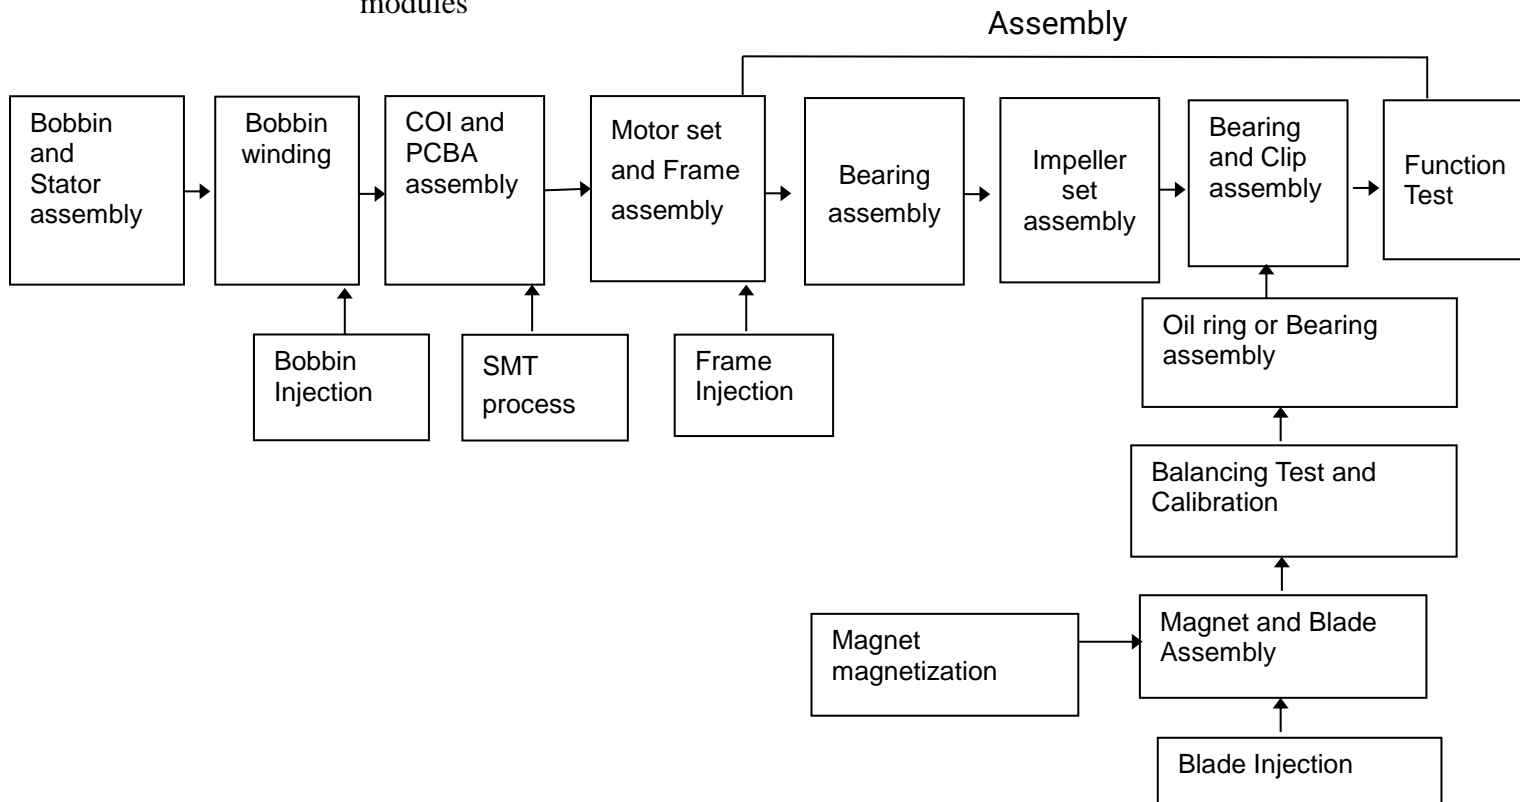 modules
Assembly
Bobbin
and
Stator
assembly
Bobbin
winding
COI and
PCBA
assembly
Motor set
and Frame
assembly
Bearing
assembly
Impeller
set
assembly
Bearing
and Clip
assembly
Function
Test
Bobbin
Injection
SMT
process
Frame
Injection
Oil ring or Bearing
assembly
Balancing Test and
Calibration
Magnet
magnetization
Magnet and Blade
Assembly
Blade Injection